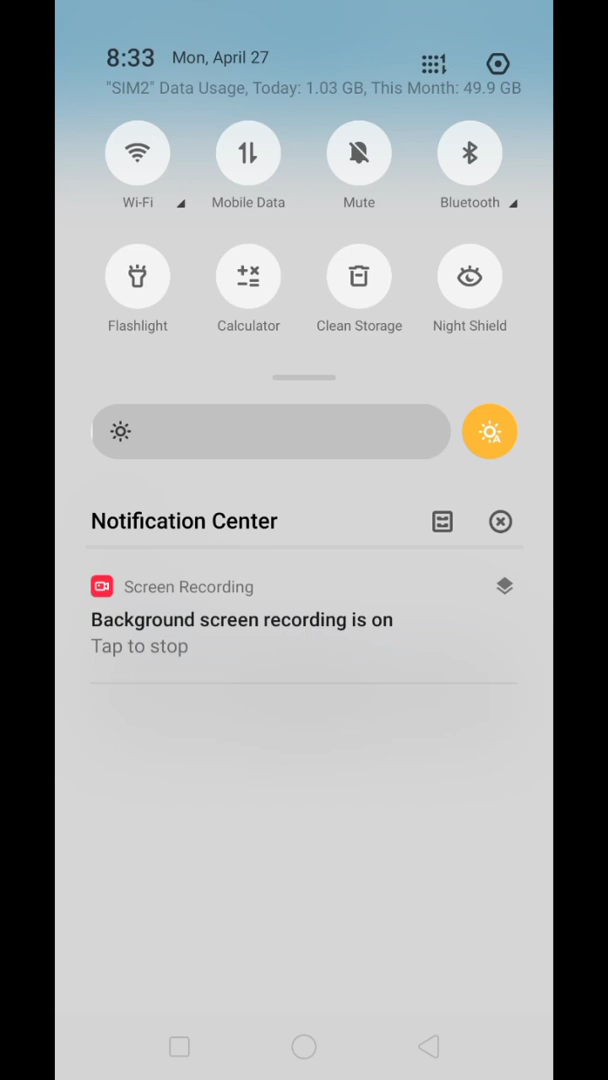 8:33 Mon, April 27
"SIM2" Data Usage, Today: 1.03 GB, This Month: 49.9 GB
Wi-Fi Mobile Data Mute Bluetooth
Flashlight Calculator Clean Storage Night Shield
Notification Center
Screen Recording
Background screen recording is on
Tap to stop